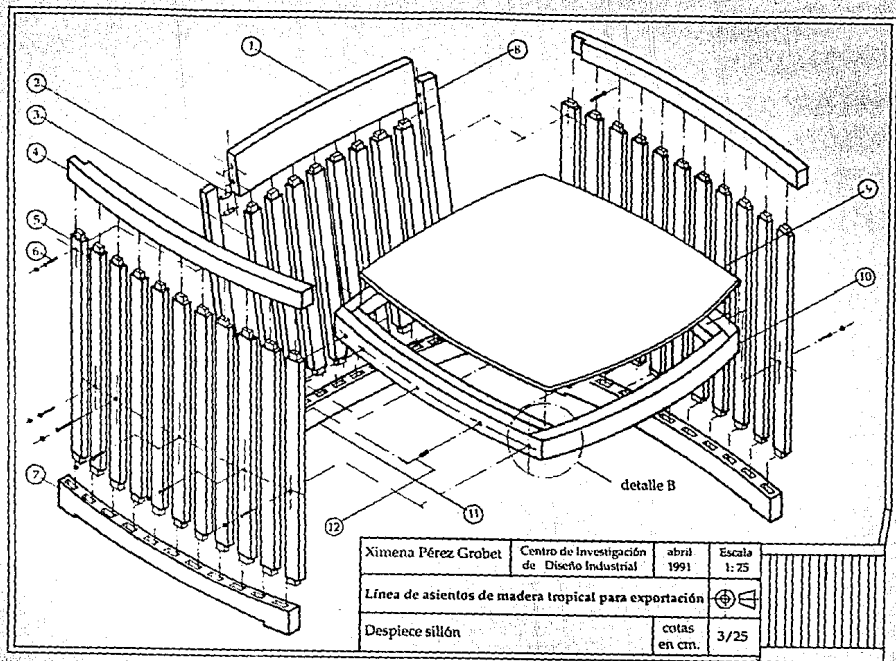 1.
2
3
4
5
6
7
8
9
10
11
12
detalle B
Ximena Pérez Grobet
Centro de Investigación
de Diseño Industrial
abril
1991
Escala
1:25
Línea de asientos de madera tropical para exportación
Despiece sillón
cotas
en cm.
3/25